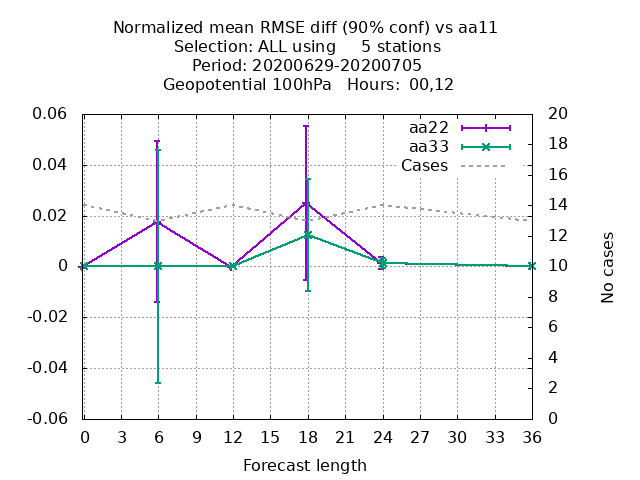 Normalized mean RMSE diff (90% conf) vs aa11
Selection: ALL using 5 stations
Period: 20200629-20200705
Geopotential 100hPa Hours: 00,12
aa22
aa33
Cases
0.06
0.04
0.02
0
-0.02
-0.04
-0.06
20
18
16
14
12
10
8
6
4
2
0
No cases
0 3 6 9 12 15 18 21 24 27 30 33 36
Forecast length